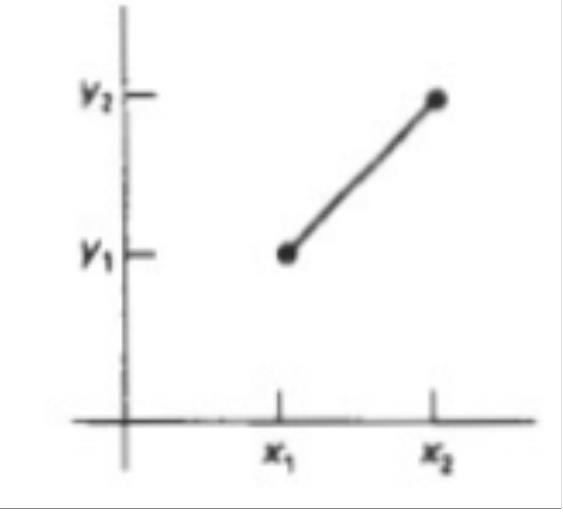 y₂
y₁
x₁ x₂